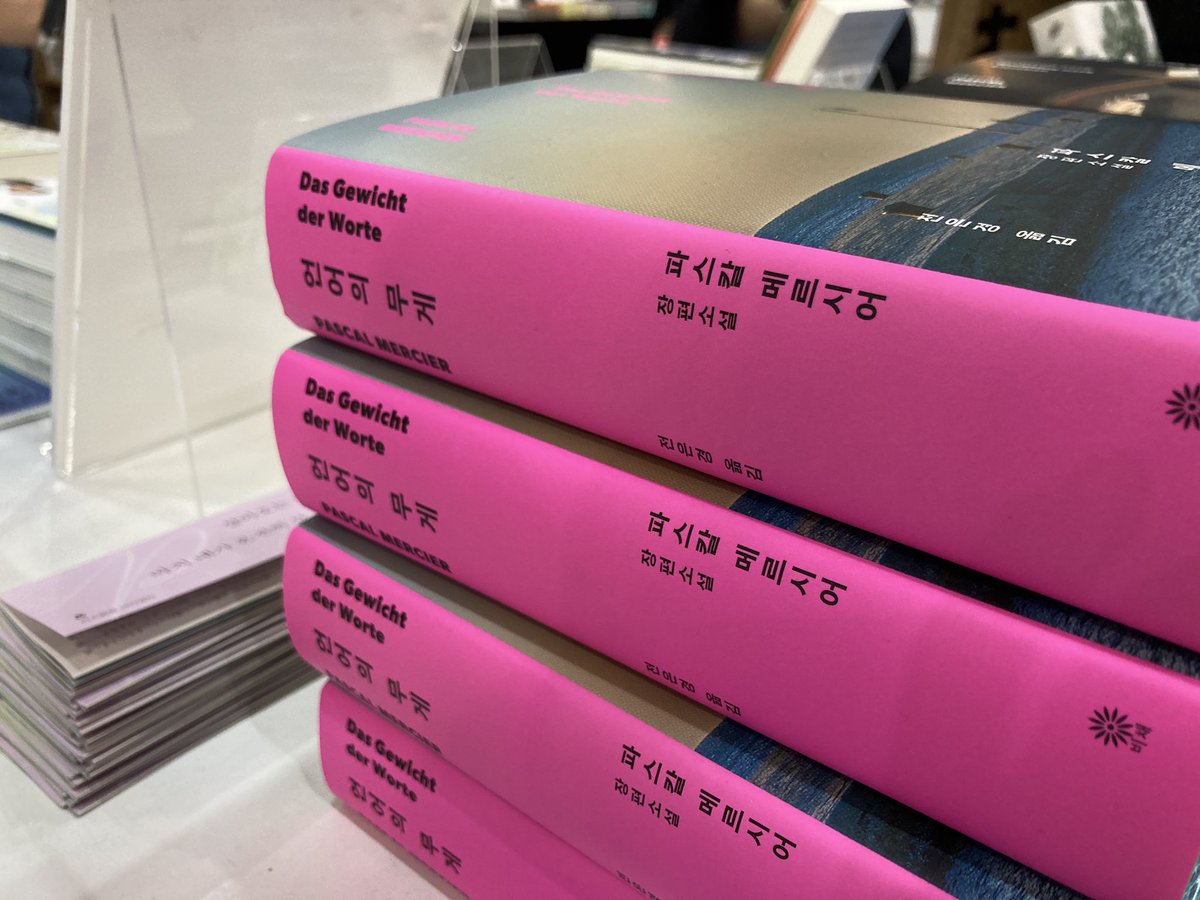 파스칼 메
장편소설
전은경 옮김
Das Gewicht
der Worte
언어의 무게
PASCAL MERCIER
파스칼 메르시어
장편소설
전은경 옮김
Das Gewicht
der Worte
언어의 무게
PASCAL MERCIER
파스칼 메르시어
장편소설
전은경 옮김
비채
Das Gewicht
der Worte
언어의 무게
PASCAL MERCIER
파스칼 메르시어
장편소설
Das Gewicht
der Worte
언어의 무게